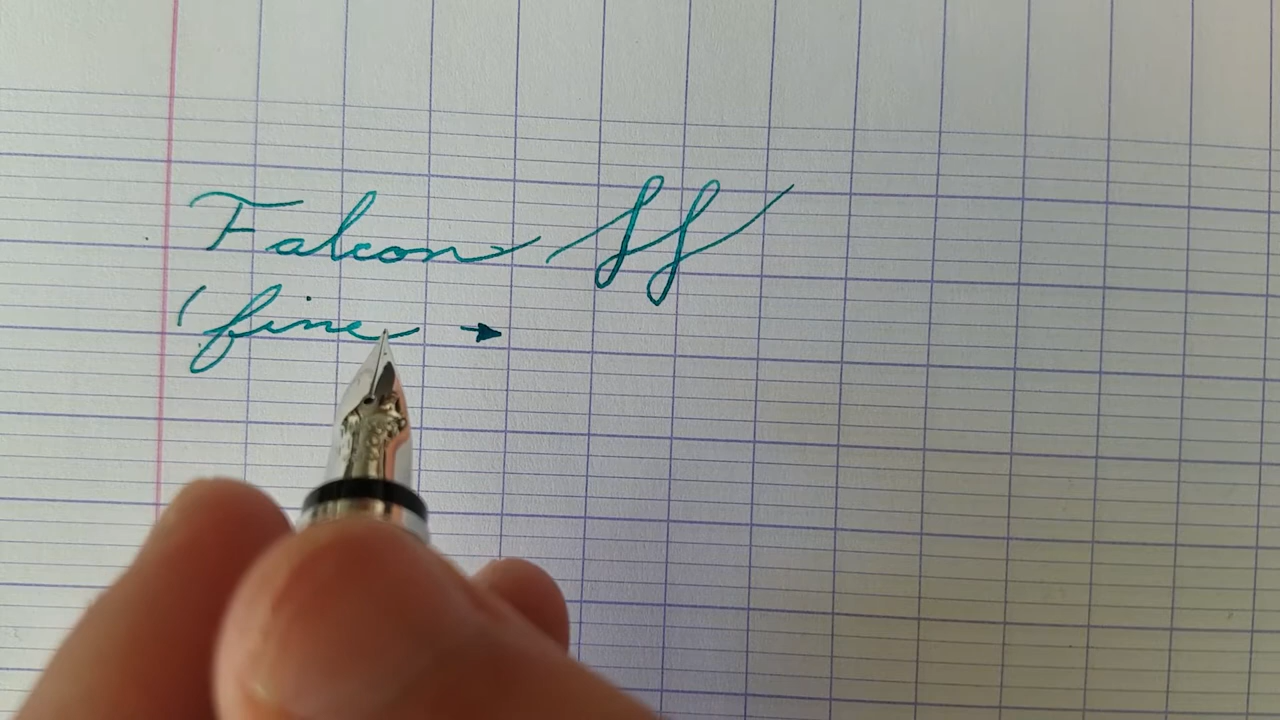 Falcon SF
(fine →